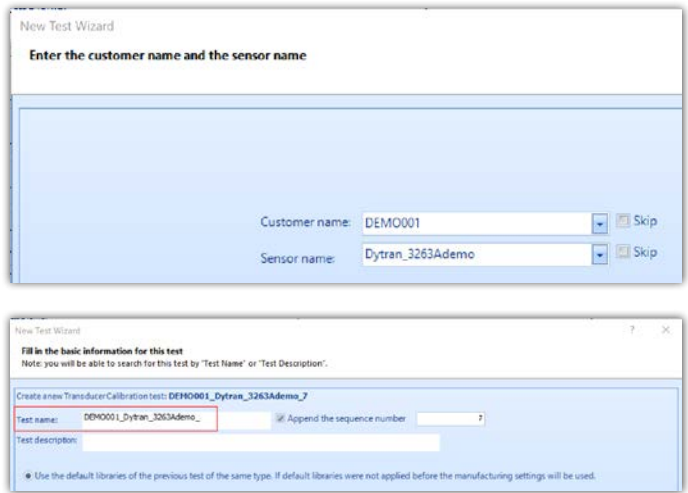 New Test Wizard
Enter the customer name and the sensor name
Customer name: DEMO001 Skip
Sensor name: Dytran_3263Ademo Skip
New Test Wizard ? ×
Fill in the basic information for this test
Note: you will be able to search for this test by 'Test Name' or 'Test Description'.
Create a new Transducer Calibration test: DEMO001_Dytran_3263Ademo_7
Test name: DEMO001_Dytran_3263Ademo_ Append the sequence number 7
Test description:
Use the default libraries of the previous test of the same type. If default libraries were not applied before the manufacturing settings will be used.